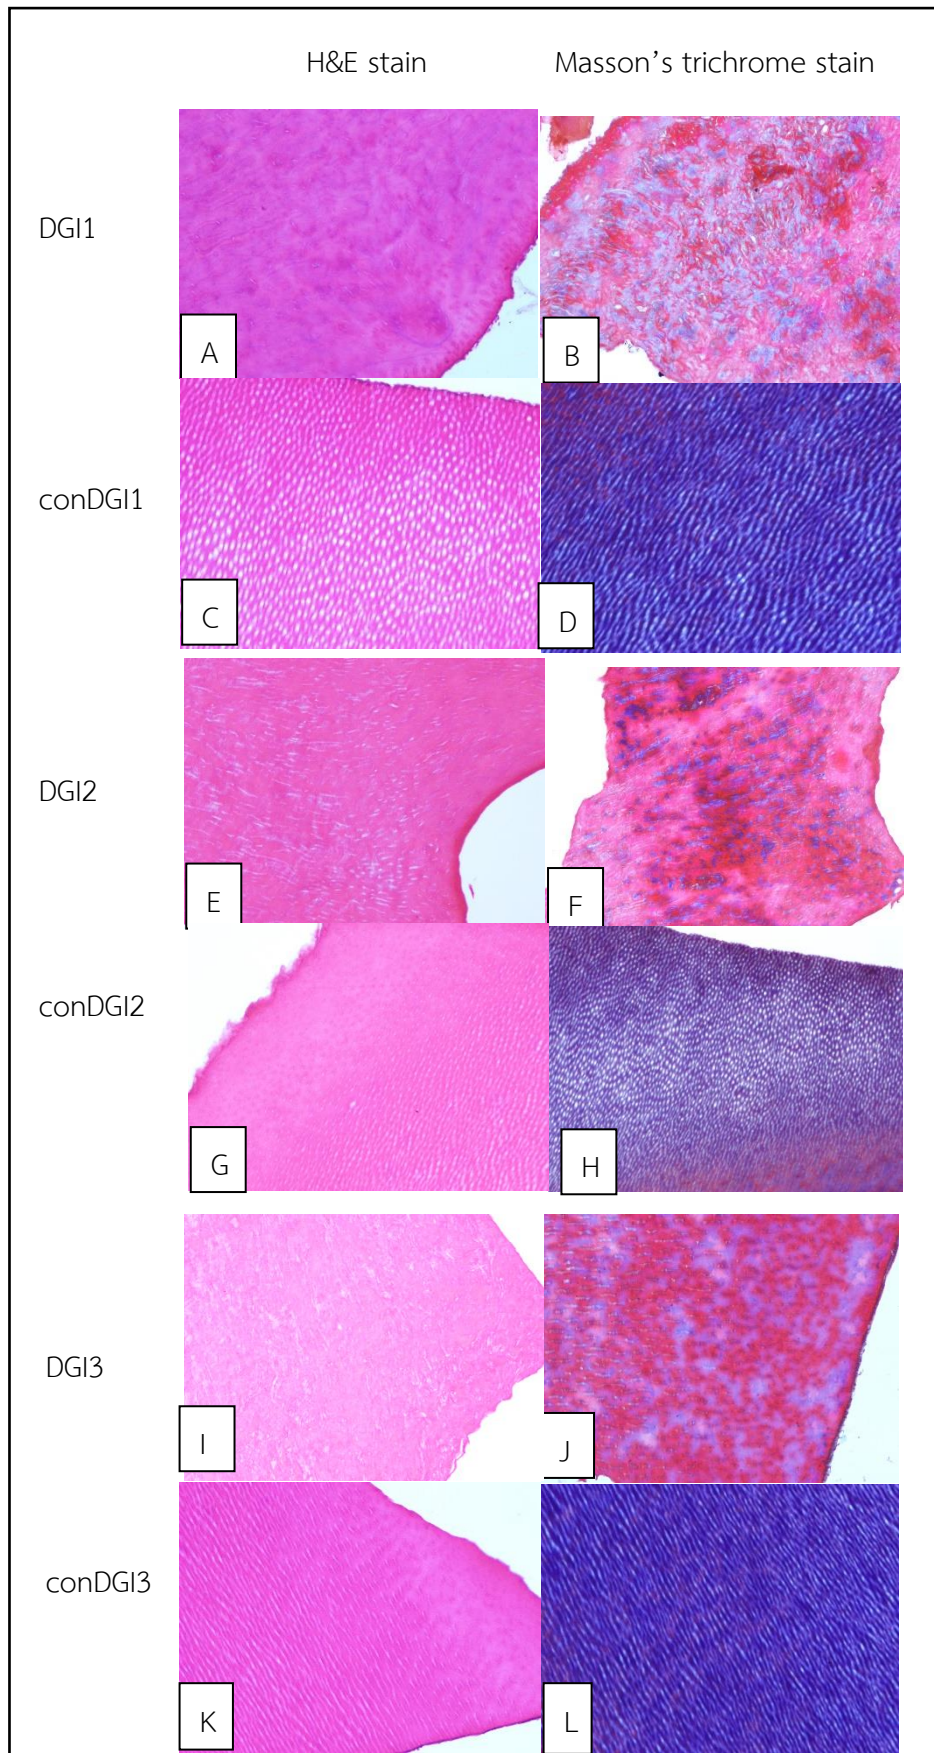 H&E stain Masson's trichrome stain
DGI1
A B
conDGI1
C D
DGI2
E F
conDGI2
G H
DGI3
I J
conDGI3
K L